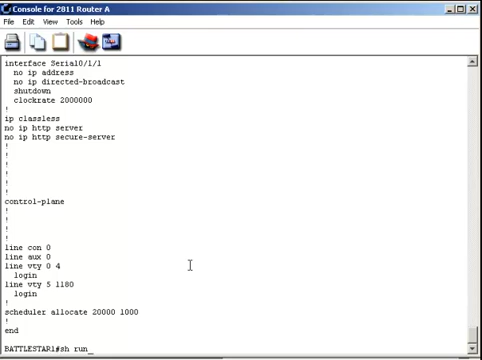 Console for 2811 Router A
File Edit View Tools Help
interface Serial0/1/1
no ip address
no ip directed-broadcast
shutdown
clockrate 2000000
!
ip classless
no ip http server
no ip http secure-server
!
!
!
!
!
!
control-plane
!
!
!
!
line con 0
line aux 0
line vty 0 4
login
line vty 5 1180
login
!
scheduler allocate 20000 1000
!
end
BATTLESTAR1#sh run_